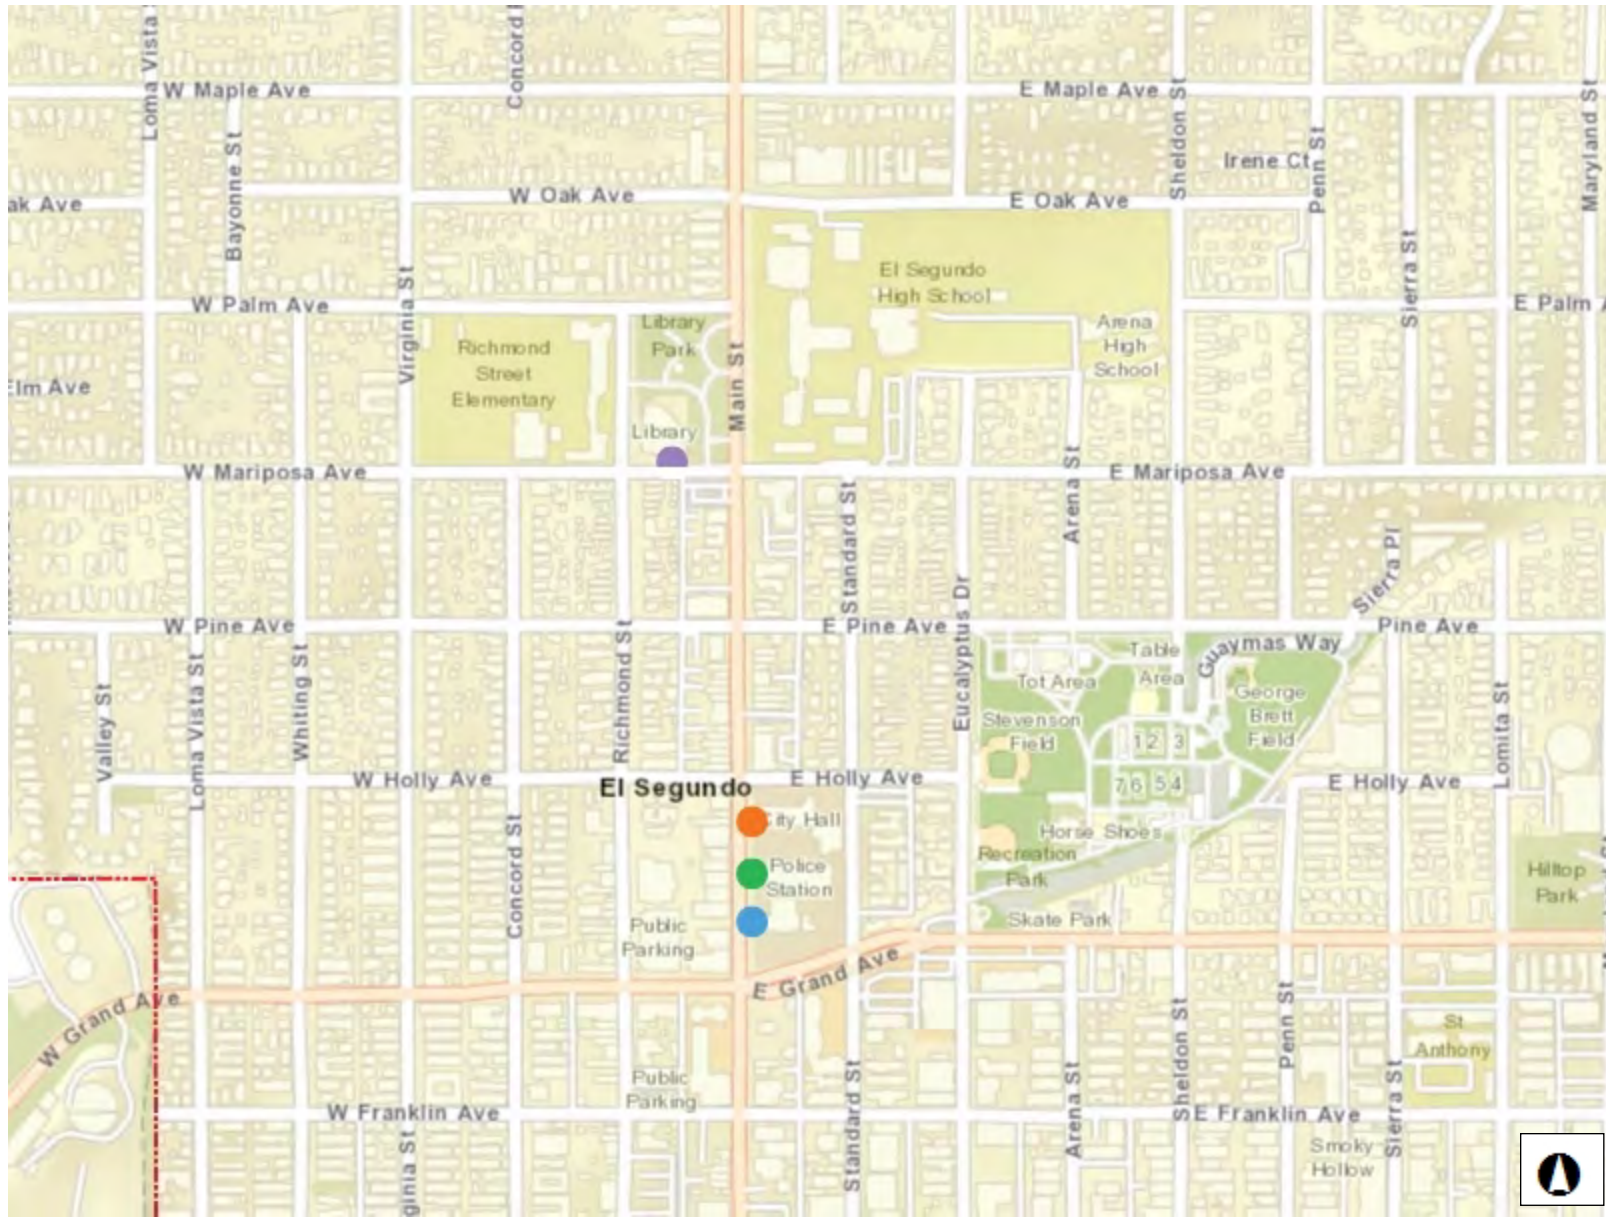 Loma Vista
Concord
W Maple Ave
E Maple Ave
Sheldon St
Maryland St
Bayonne St
Irene Ct
Penn St
W Oak Ave
E Oak Ave
ak Ave
Sierra St
El Segundo
High School
W Palm Ave
E Palm
Virginia St
Library
Park
Arena
High
School
Richmond
Street
Elementary
Main St
Elm Ave
Library
W Mariposa Ave
E Mariposa Ave
Arena St
Standard St
Sierra Pl
Eucalyptus Dr
W Pine Ave
E Pine Ave
Pine Ave
Guaymas Way
Table
Area
Tot Area
Valley St
Loma Vista St
Whiting St
Richmond St
George
Brett
Field
Stevenson
Field
Lomita St
1 2 3
7 6 5 4
W Holly Ave
E Holly Ave
E Holly Ave
El Segundo
City Hall
Horse Shoes
Concord St
Recreation
Park
Police
Station
Hilltop
Park
Skate Park
Public
Parking
E Grand Ave
W Grand Ave
Penn St
Sheldon St
St
Anthony
Public
Parking
Standard St
Arena St
Sierra St
W Franklin Ave
E Franklin Ave
ginia St
Smoky
Hollow